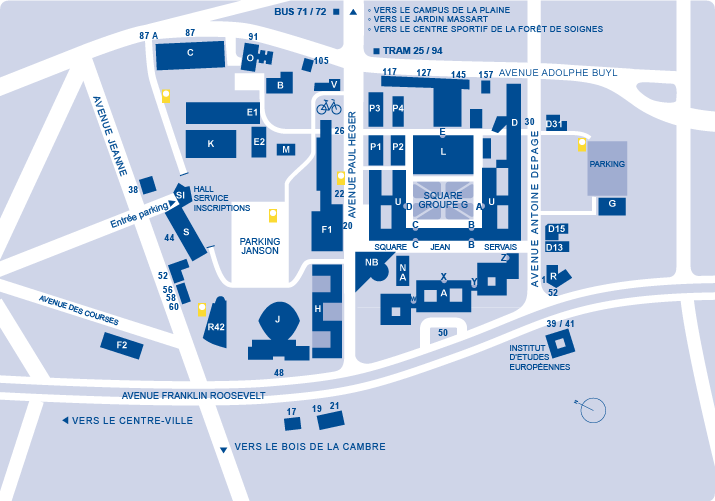 BUS 71 / 72
VERS LE CAMPUS DE LA PLAINE
VERS LE JARDIN MASSART
VERS LE CENTRE SPORTIF DE LA FORÊT DE SOIGNES
TRAM 25 / 94
87 A
87
91
105
117
127
145
157
AVENUE ADOLPHE BUYL
C
O
B
V
AVENUE JEANNE
E1
K
E2
M
26
22
20
AVENUE PAUL HEGER
P3
P4
P1
P2
E
L
D
30
D31
AVENUE ANTOINE DEPAGE
PARKING
G
38
SI
HALL
SERVICE
INSCRIPTIONS
Entrée parking
44
S
PARKING
JANSON
F1
U
D
SQUARE
GROUPE G
A
U
C
B
C
B
SQUARE
JEAN
SERVAIS
D15
D13
R
1
52
52
56
58
60
NB
N
A
X
A
Y
Z
W
50
AVENUE DES COURSES
F2
R42
J
H
48
39 / 41
INSTITUT
D'ETUDES
EUROPÉENNES
AVENUE FRANKLIN ROOSEVELT
17
19
21
VERS LE CENTRE-VILLE
VERS LE BOIS DE LA CAMBRE